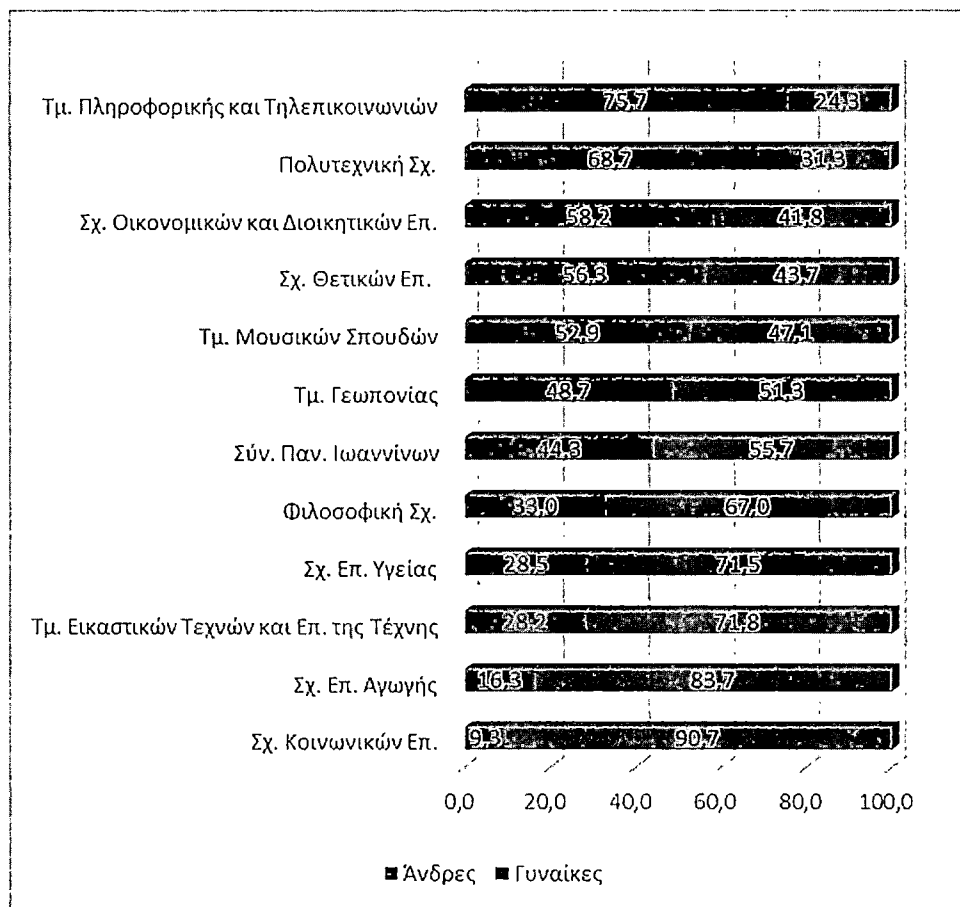 Τμ. Πληροφορικής και Τηλεπικοινωνιών 75,7 24,3
Πολυτεχνική Σχ. 68,7 31,3
Σχ. Οικονομικών και Διοικητικών Επ. 58,2 41,8
Σχ. Θετικών Επ. 56,3 43,7
Τμ. Μουσικών Σπουδών 52,9 47,1
Τμ. Γεωπονίας 48,7 51,3
Σύν. Παν. Ιωαννίνων 44,3 55,7
Φιλοσοφική Σχ. 33,0 67,0
Σχ. Επ. Υγείας 28,5 71,5
Τμ. Εικαστικών Τεχνών και Επ. της Τέχνης 28,2 71,8
Σχ. Επ. Αγωγής 16,3 83,7
Σχ. Κοινωνικών Επ. 9,3 90,7
0,0 20,0 40,0 60,0 80,0 100,0
Άνδρες Γυναίκες